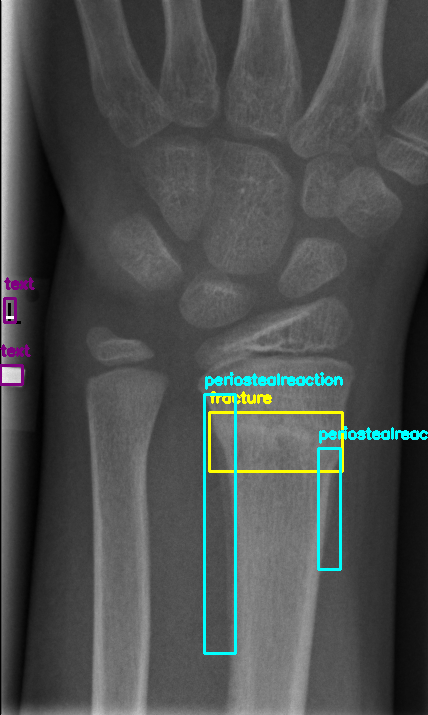 text
text
periostealreaction
fracture
periostealreac